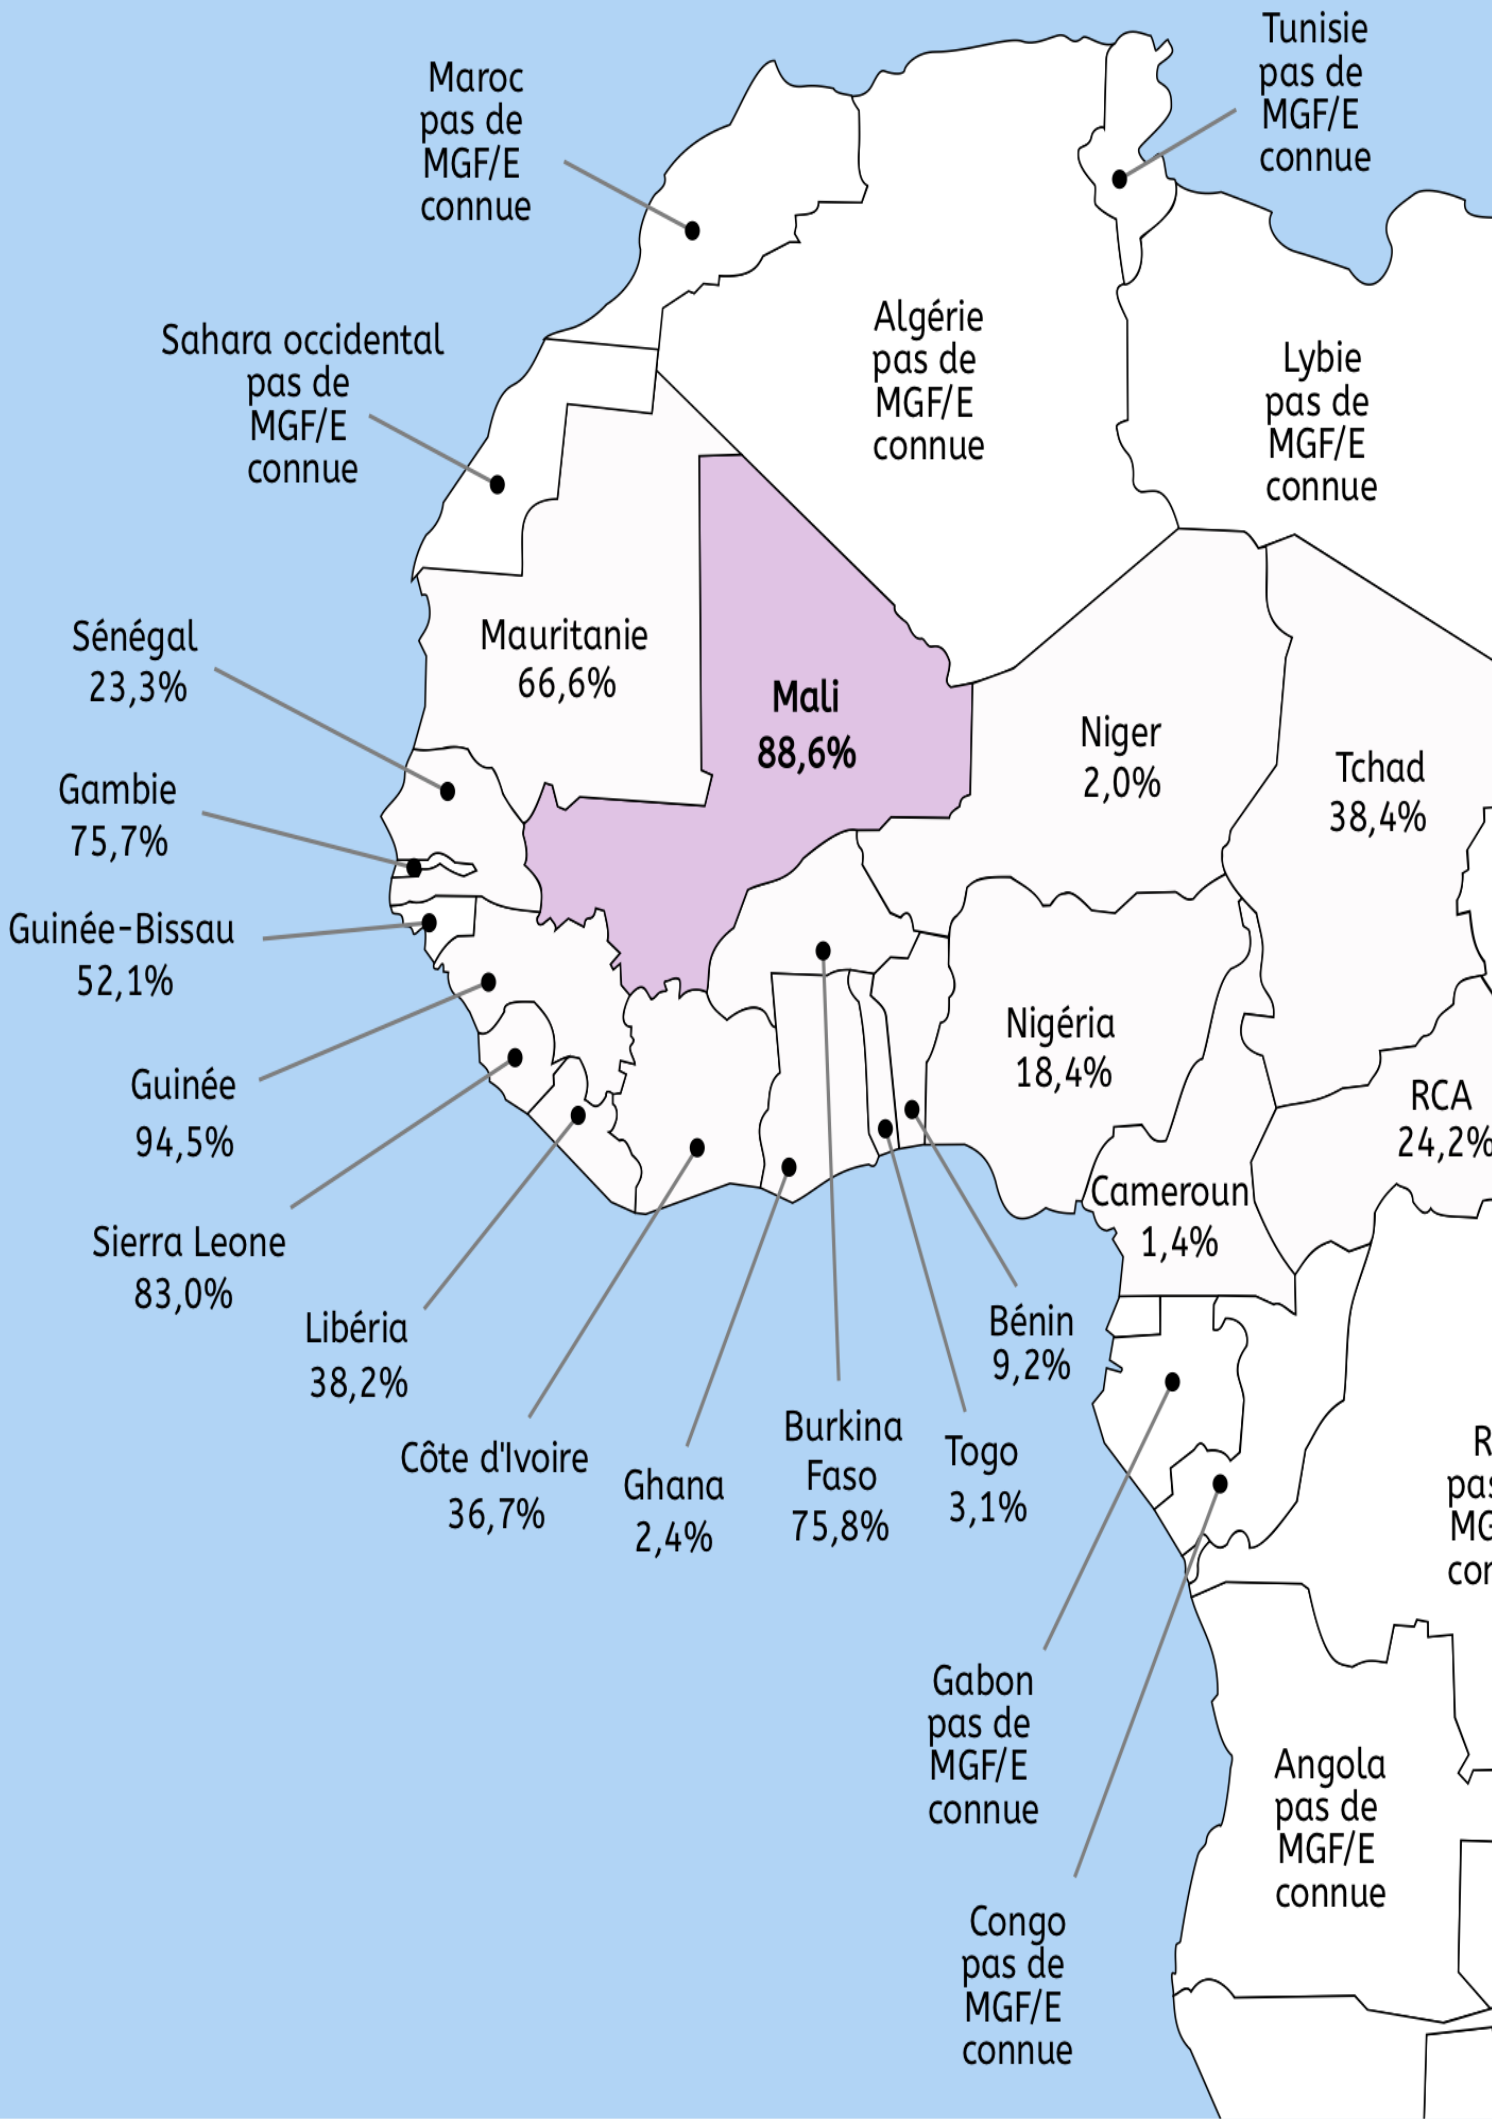 Tunisie
pas de
MGF/E
connue
Maroc
pas de
MGF/E
connue
Sahara occidental
pas de
MGF/E
connue
Algérie
pas de
MGF/E
connue
Lybie
pas de
MGF/E
connue
Sénégal
23,3%
Mauritanie
66,6%
Mali
88,6%
Niger
2,0%
Tchad
38,4%
Gambie
75,7%
Guinée-Bissau
52,1%
Guinée
94,5%
Nigéria
18,4%
RCA
24,2%
Cameroun
1,4%
Sierra Leone
83,0%
Libéria
38,2%
Côte d'Ivoire
36,7%
Ghana
2,4%
Burkina
Faso
75,8%
Togo
3,1%
Bénin
9,2%
Gabon
pas de
MGF/E
connue
Angola
pas de
MGF/E
connue
Congo
pas de
MGF/E
connue